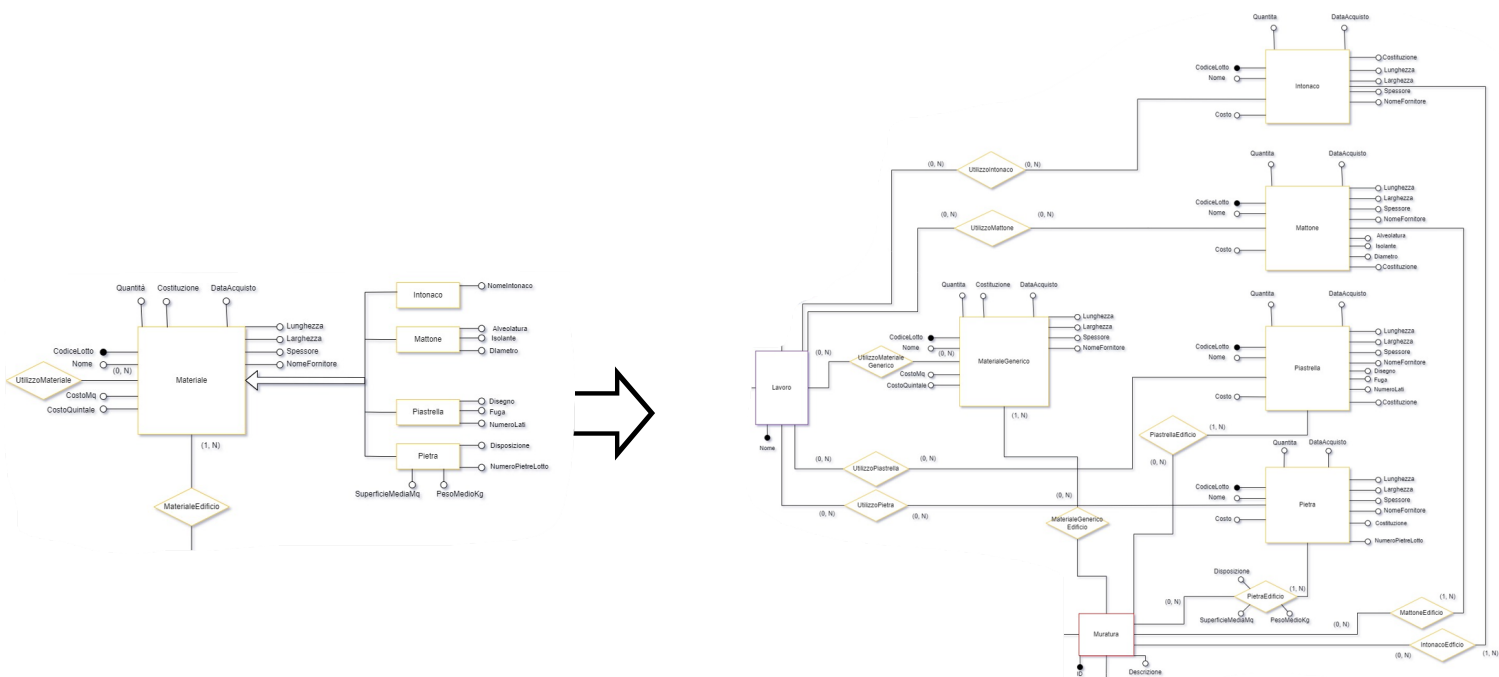 Quantità
Costituzione
DataAcquisto
Lunghezza
Larghezza
Spessore
NomeFornitore
CodiceLotto
Nome
(0, N)
UtilizzoMateriale
Materiale
CostoMq
CostoQuintale
(1, N)
MaterialeEdificio
Intonaco
NomeIntonaco
Mattone
Alveolatura
Isolante
Diametro
Piastrella
Disegno
Fuga
NumeroLati
Pietra
Disposizione
NumeroPietreLotto
SuperficieMediaMq
PesoMedioKg
Quantita
DataAcquisto
CodiceLotto
Nome
Costo
Intonaco
Costituzione
Lunghezza
Larghezza
Spessore
NomeFornitore
(0, N)
UtilizzoIntonaco
(0, N)
Quantita
DataAcquisto
CodiceLotto
Nome
Costo
Mattone
Lunghezza
Larghezza
Spessore
NomeFornitore
Alveolatura
Isolante
Diametro
Costituzione
(0, N)
UtilizzoMattone
(0, N)
Quantita
Costituzione
DataAcquisto
CodiceLotto
Nome
(0, N)
MaterialeGenerico
Lunghezza
Larghezza
Spessore
NomeFornitore
CostoMq
CostoQuintale
(1, N)
(0, N)
UtilizzoMateriale
Generico
Lavoro
Nome
Quantita
DataAcquisto
CodiceLotto
Nome
Costo
Piastrella
Lunghezza
Larghezza
Spessore
NomeFornitore
Disegno
Fuga
NumeroLati
Costituzione
PiastrellaEdificio
(1, N)
(0, N)
(0, N)
UtilizzoPiastrella
(0, N)
(0, N)
UtilizzoPietra
(0, N)
Quantita
DataAcquisto
CodiceLotto
Nome
Costo
Pietra
Lunghezza
Larghezza
Spessore
NomeFornitore
Costituzione
NumeroPietreLotto
(0, N)
MaterialeGenerico
Edificio
Disposizione
PietraEdificio
(1, N)
(0, N)
SuperficieMediaMq
PesoMedioKg
(1, N)
MattoneEdificio
(0, N)
Muratura
ID
Descrizione
IntonacoEdficio
(0, N)
(1, N)